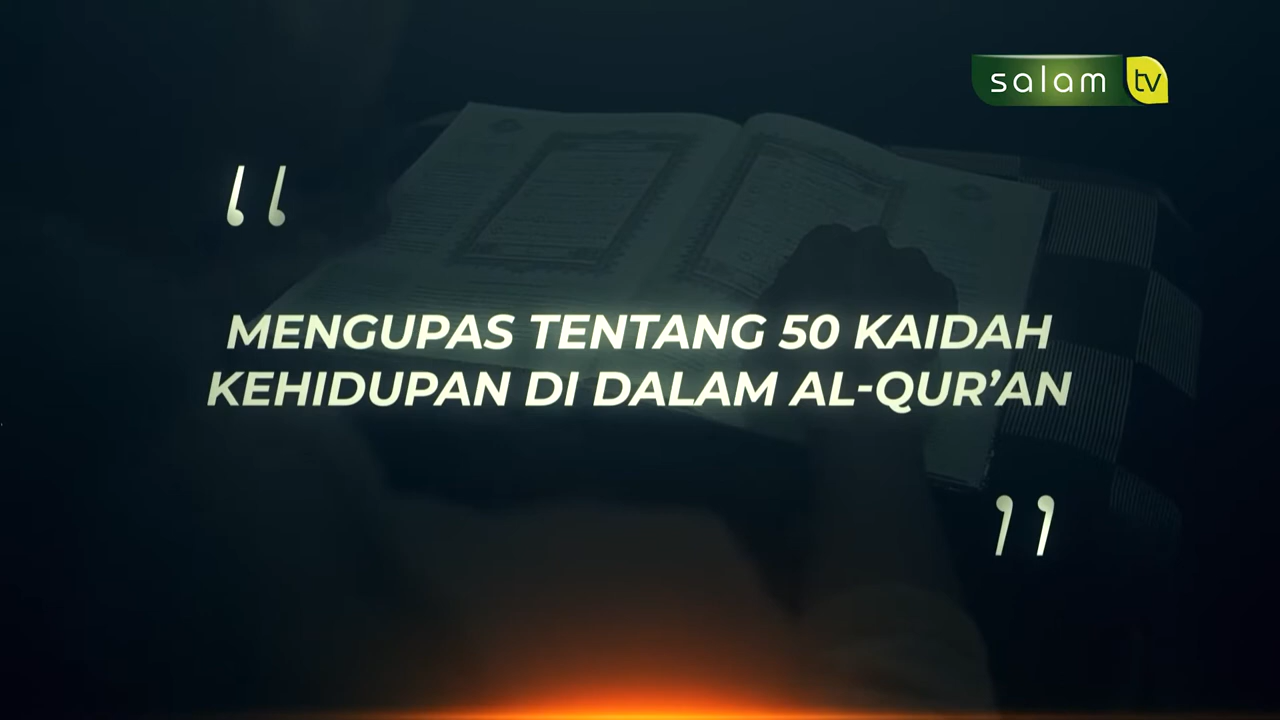 salam tv
“
MENGUPAS TENTANG 50 KAIDAH
KEHIDUPAN DI DALAM AL-QUR’AN
”